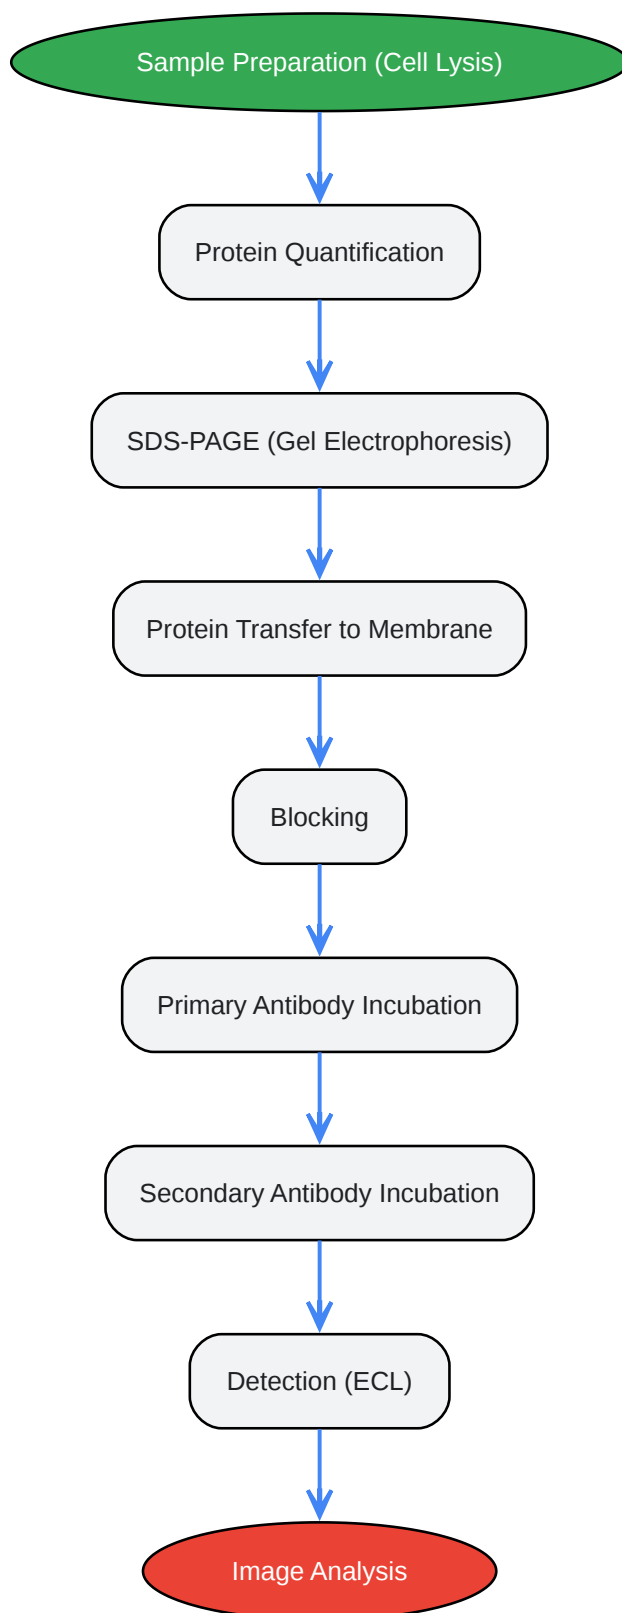 Sample Preparation (Cell Lysis)
Protein Quantification
SDS-PAGE (Gel Electrophoresis)
Protein Transfer to Membrane
Blocking
Primary Antibody Incubation
Secondary Antibody Incubation
Detection (ECL)
Image Analysis